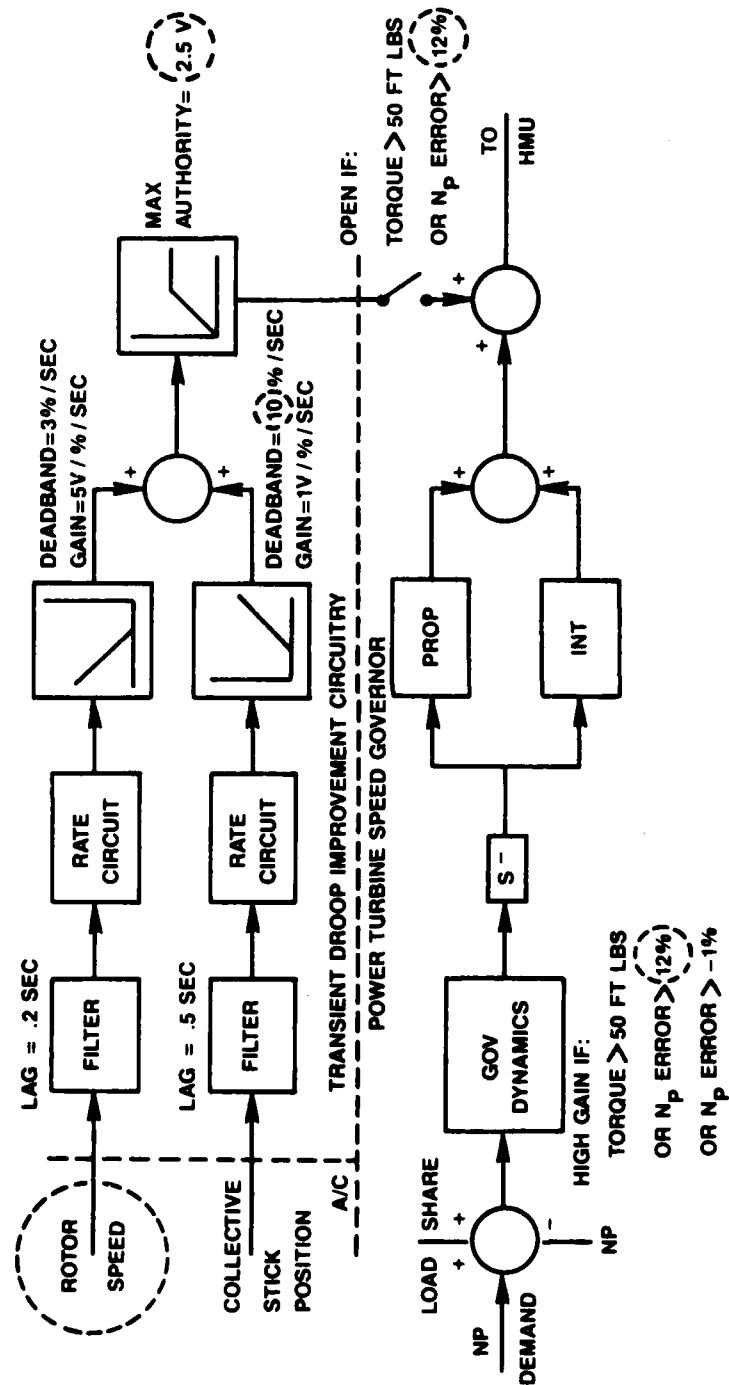 ROTOR
SPEED
LAG = .2 SEC
FILTER
RATE
CIRCUIT
DEADBAND=3%/SEC
GAIN=5V/%/SEC
+
+
MAX
AUTHORITY= 2.5 V
COLLECTIVE
STICK
POSITION
LAG = .5 SEC
FILTER
RATE
CIRCUIT
DEADBAND=(10)%/SEC
GAIN=1V/%/SEC
A/C
TRANSIENT DROOP IMPROVEMENT CIRCUITRY
POWER TURBINE SPEED GOVERNOR
OPEN IF:
TORQUE > 50 FT LBS
OR Np ERROR > (12%)
LOAD SHARE
+ +
NP
DEMAND
-
NP
GOV
DYNAMICS
HIGH GAIN IF:
TORQUE > 50 FT LBS
OR Np ERROR > 12%
OR Np ERROR > -1%
S-
PROP
INT
+
+
+
+
TO
HMU